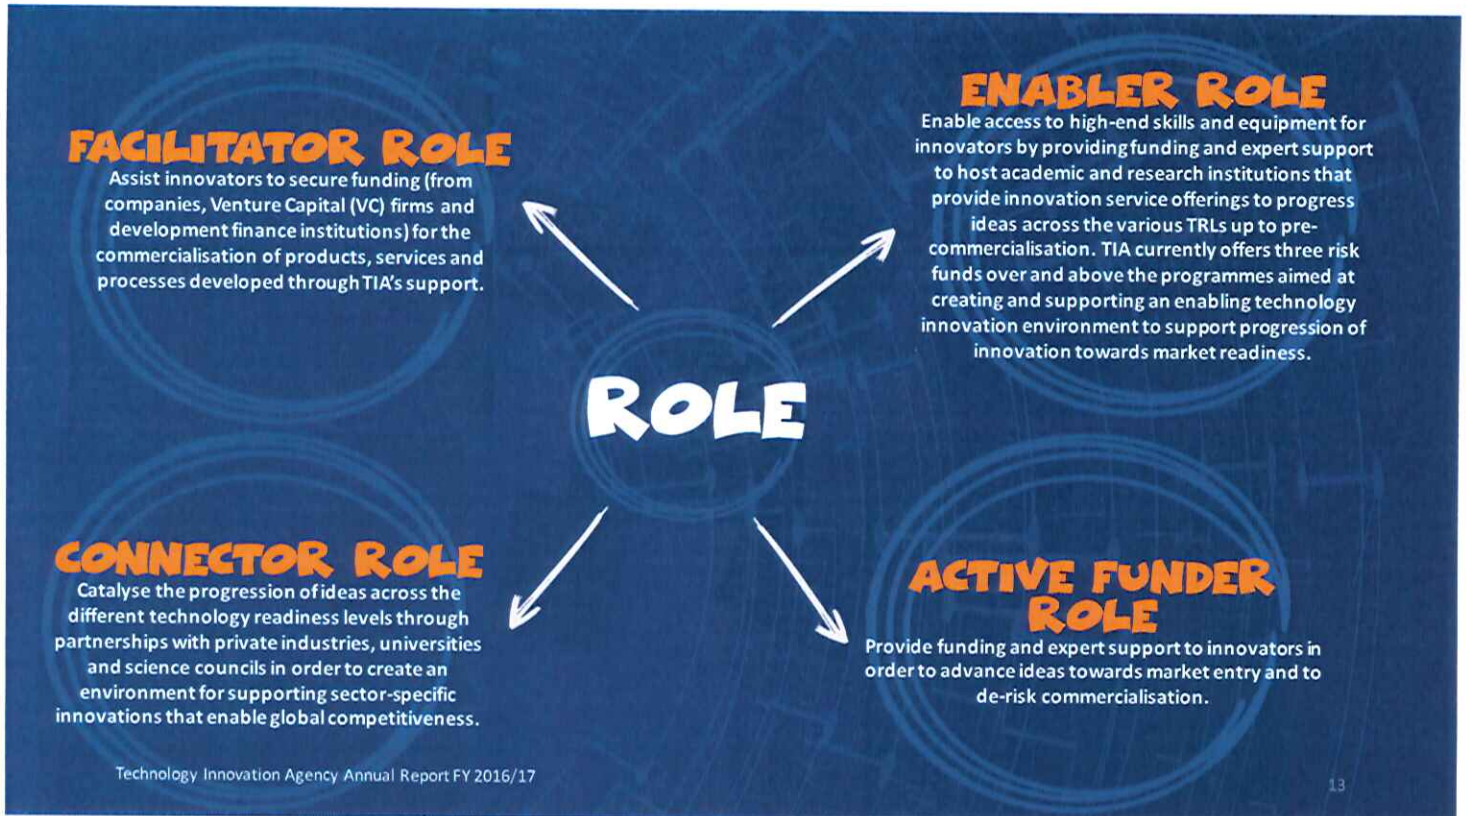 FACILITATOR ROLE
Assist innovators to secure funding (from
companies, Venture Capital (VC) firms and
development finance institutions) for the
commercialisation of products, services and
processes developed through TIA's support.
ENABLER ROLE
Enable access to high-end skills and equipment for
innovators by providing funding and expert support
to host academic and research institutions that
provide innovation service offerings to progress
ideas across the various TRLs up to pre-
commercialisation. TIA currently offers three risk
funds over and above the programmes aimed at
creating and supporting an enabling technology
innovation environment to support progression of
innovation towards market readiness.
ROLE
CONNECTOR ROLE
Catalyse the progression of ideas across the
different technology readiness levels through
partnerships with private industries, universities
and science councils in order to create an
environment for supporting sector-specific
innovations that enable global competitiveness.
ACTIVE FUNDER
ROLE
Provide funding and expert support to innovators in
order to advance ideas towards market entry and to
de-risk commercialisation.
Technology Innovation Agency Annual Report FY 2016/17
13